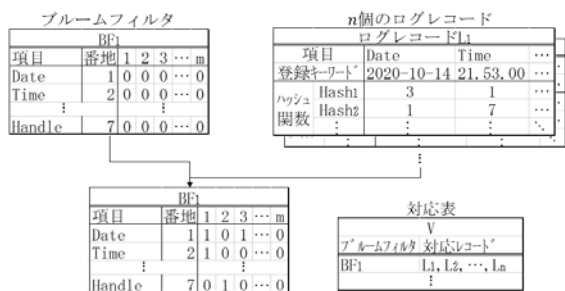 ブルームフィルタ
BF1
項目 番地 1 2 3 … m
Date 1 0 0 0 … 0
Time 2 0 0 0 … 0
⋮ ⋮
Handle 7 0 0 0 … 0
n個のログレコード
ログレコードL1
項目 Date Time …
登録キーワード 2020-10-14 21.53.00 …
ハッシュ関数 Hash1 3 1 …
Hash2 1 7 …
⋮ ⋮ ⋮ ⋱
⋮
BF1
項目 番地 1 2 3 … m
Date 1 1 0 1 … 0
Time 2 1 0 0 … 0
⋮ ⋮
Handle 7 0 1 0 … 0
対応表
V
ブルームフィルタ 対応レコード
BF1 L1, L2, …, Ln
⋮